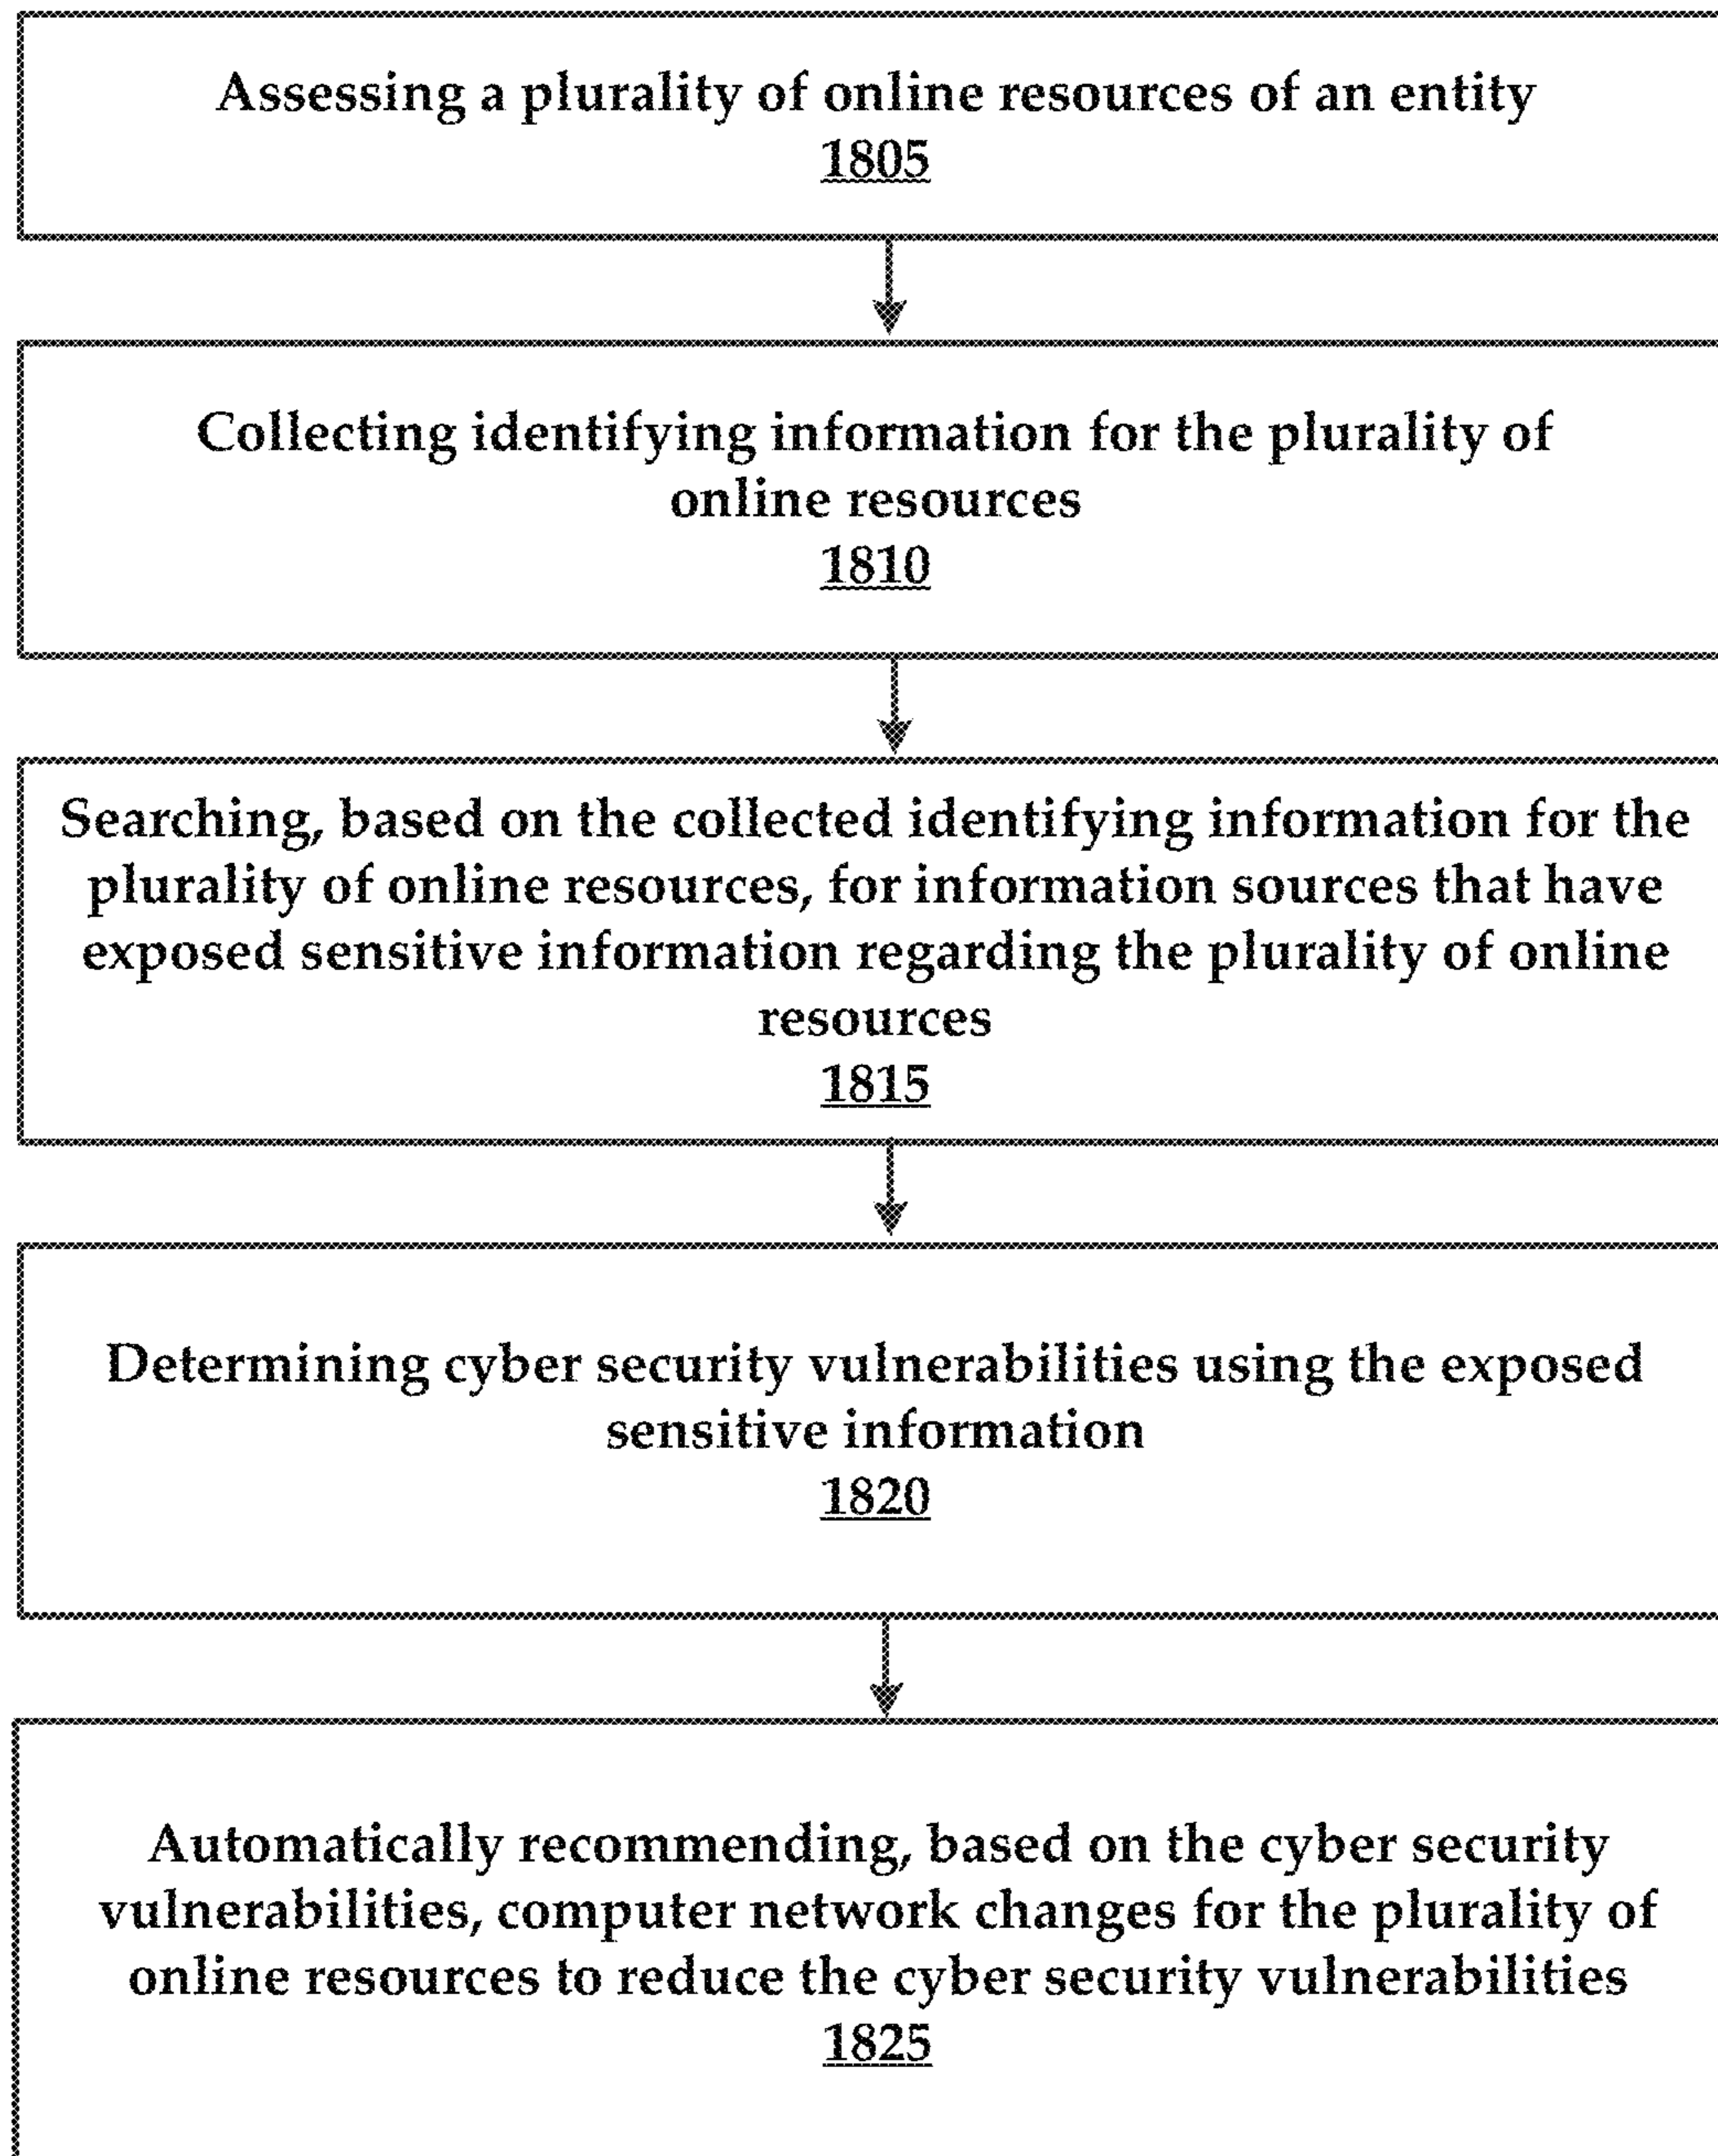 Assessing a plurality of online resources of an entity
1805
Collecting identifying information for the plurality of
online resources
1810
Searching, based on the collected identifying information for the
plurality of online resources, for information sources that have
exposed sensitive information regarding the plurality of online
resources
1815
Determining cyber security vulnerabilities using the exposed
sensitive information
1820
Automatically recommending, based on the cyber security
vulnerabilities, computer network changes for the plurality of
online resources to reduce the cyber security vulnerabilities
1825